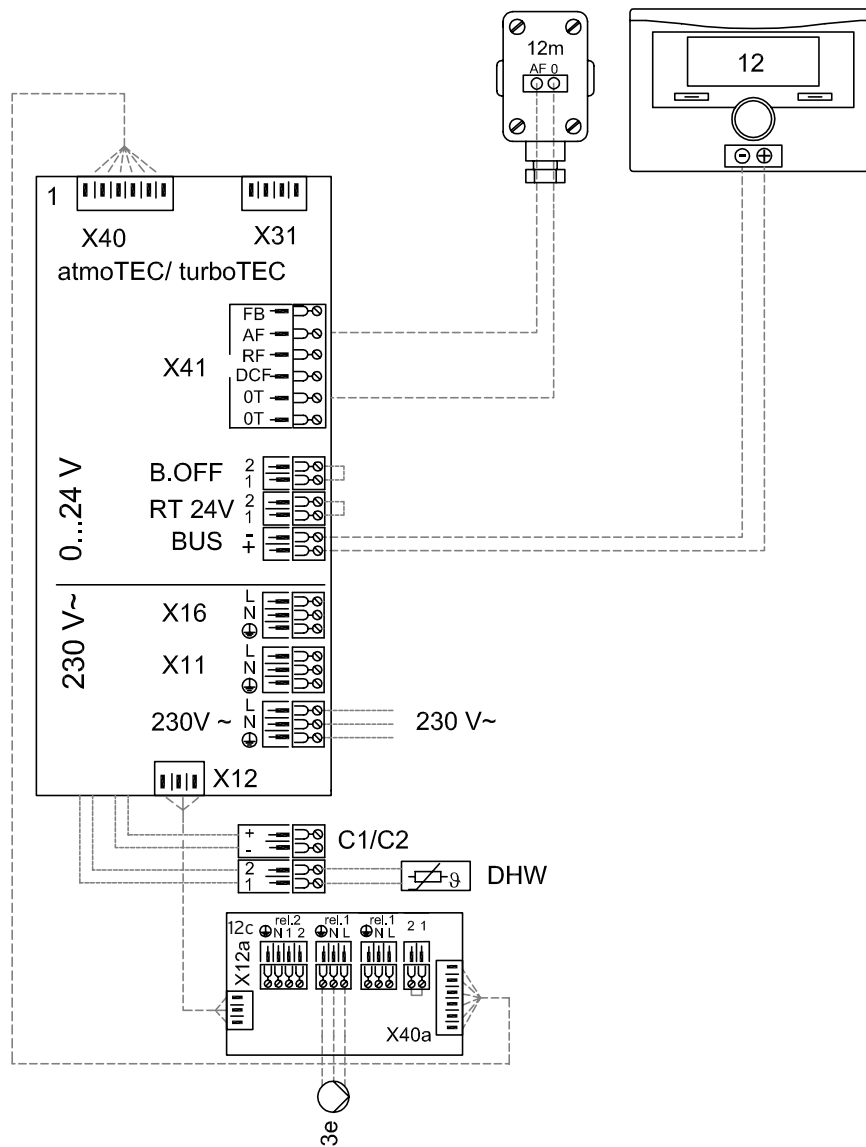 12m
AF 0
12
1
X40
X31
atmoTEC/ turboTEC
X41
FB
AF
RF
DCF
0T
0T
0...24 V
B.OFF
2
1
RT 24V
2
1
BUS
-
+
230 V~
X16
L
N
X11
L
N
230V ~
L
N
230 V~
X12
+
-
C1/C2
2
1
DHW
12c
rel.2
N 1 2
rel.1
N L
rel.1
N L
2 1
X12a
X40a
3e